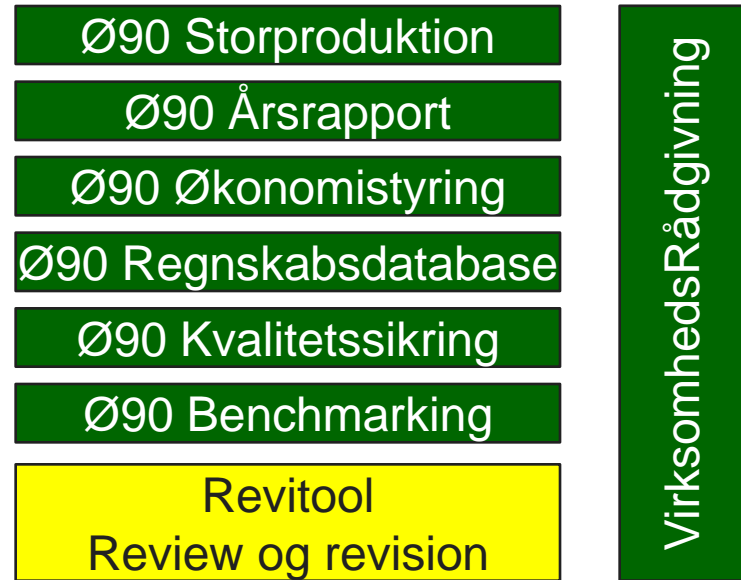 Ø90 Storproduktion
Ø90 Årsrapport
Ø90 Økonomistyring
Ø90 Regnskabsdatabase
Ø90 Kvalitetssikring
Ø90 Benchmarking
Revitool
Review og revision
VirksomhedsRådgivning